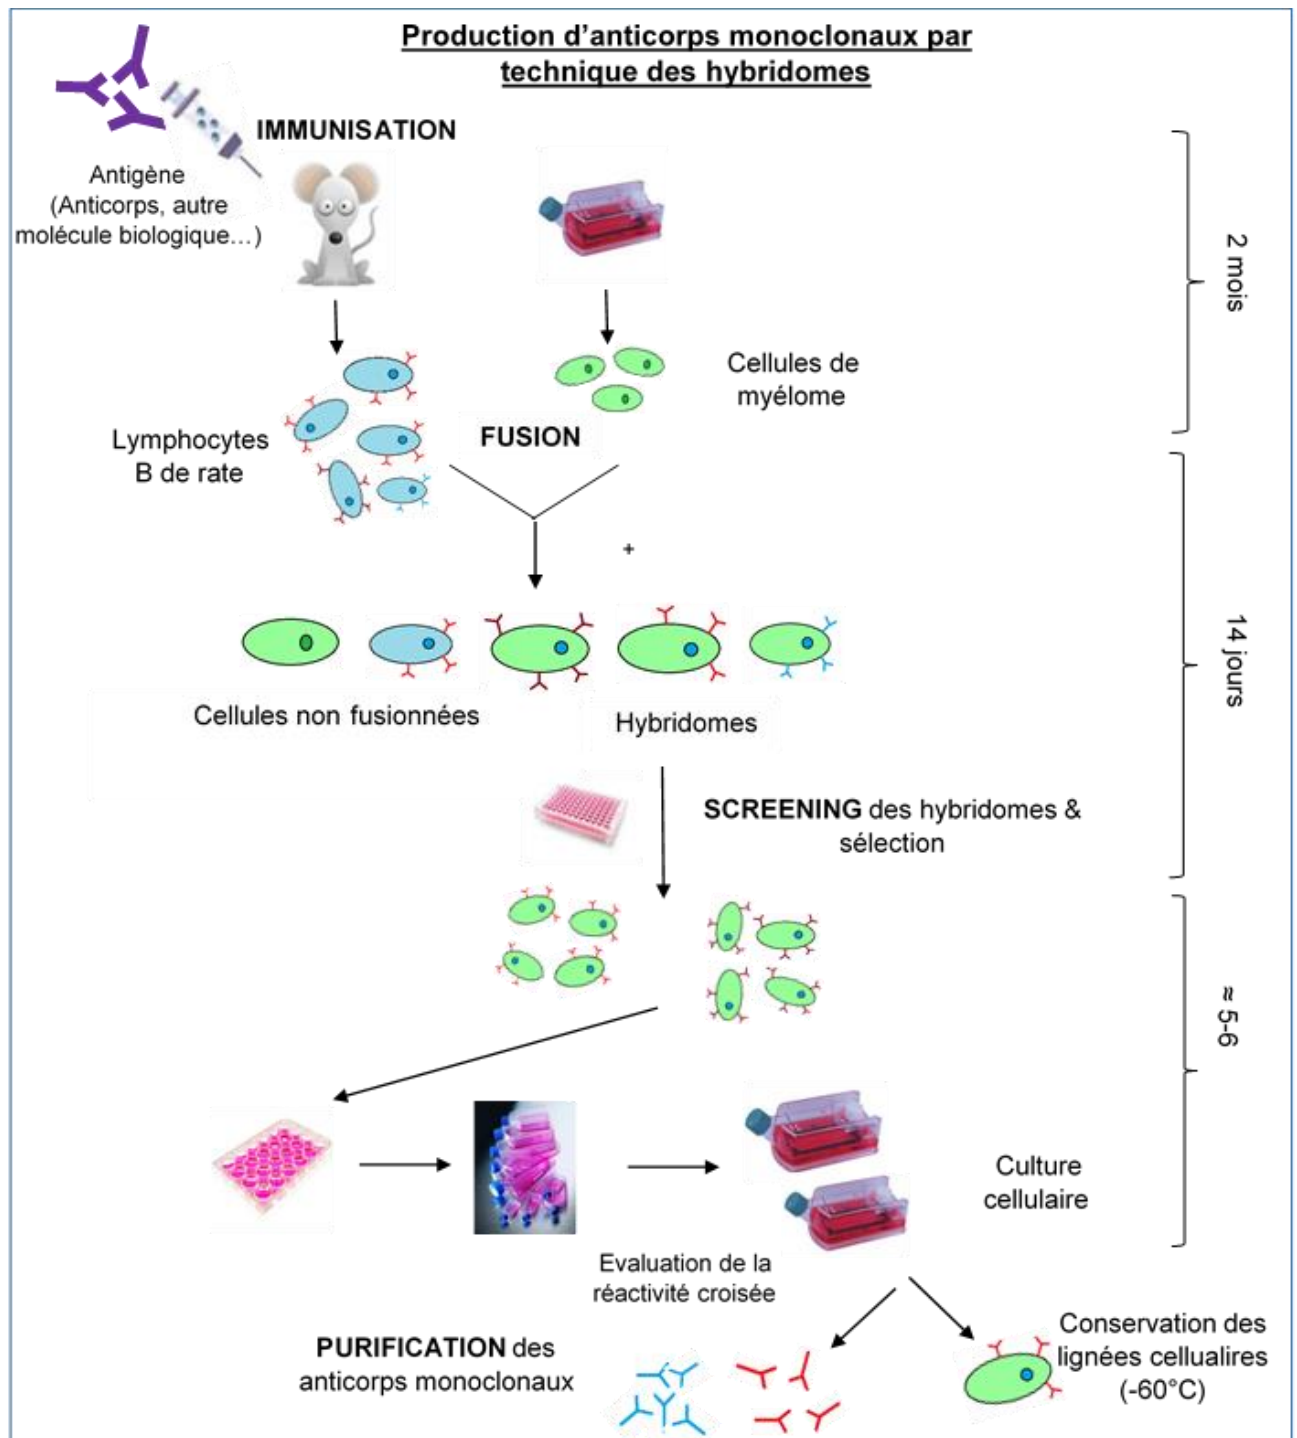 Production d'anticorps monoclonaux par
technique des hybridomes
IMMUNISATION
Antigène
(Anticorps, autre
molécule biologique…)
2 mois
Cellules de
myélome
Lymphocytes
B de rate
FUSION
+
14 jours
Cellules non fusionnées
Hybridomes
SCREENING des hybridomes &
sélection
≈ 5-6
Culture
cellulaire
Evaluation de la
réactivité croisée
PURIFICATION des
anticorps monoclonaux
Conservation des
lignées cellualires
(-60°C)